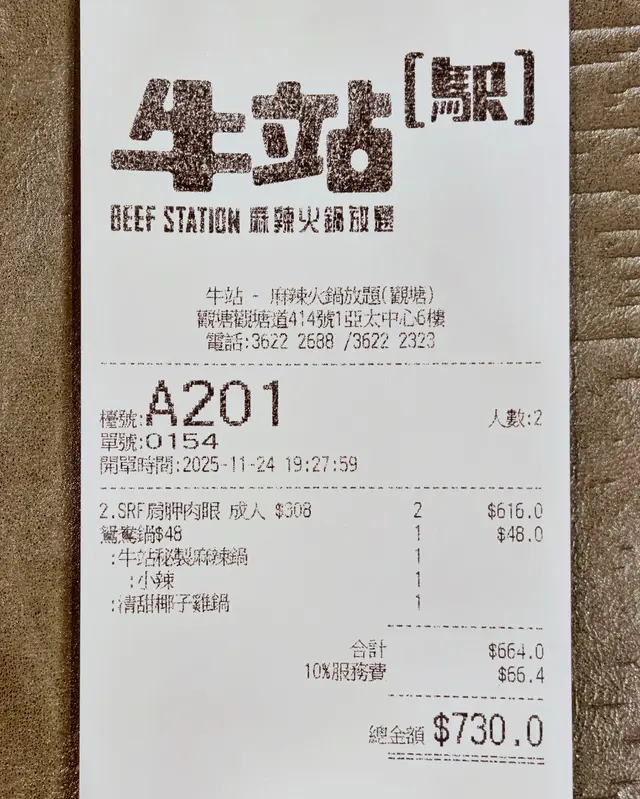 牛站[駅]
BEEF STATION 麻辣火鍋放題
牛站 - 麻辣火鍋放題(觀塘)
觀塘觀塘道414號1亞太中心6樓
電話:3622 2688 /3622 2323
檯號:A201 人數:2
單號:0154
開單時間:2025-11-24 19:27:59
2.SRF肩胛肉眼 成人 $308 2 $616.0
鴛鴦鍋$48 1 $48.0
:牛站秘製麻辣鍋 1
:小辣 1
:清甜椰子雞鍋 1
合計 $664.0
10%服務費 $66.4
總金額 $730.0